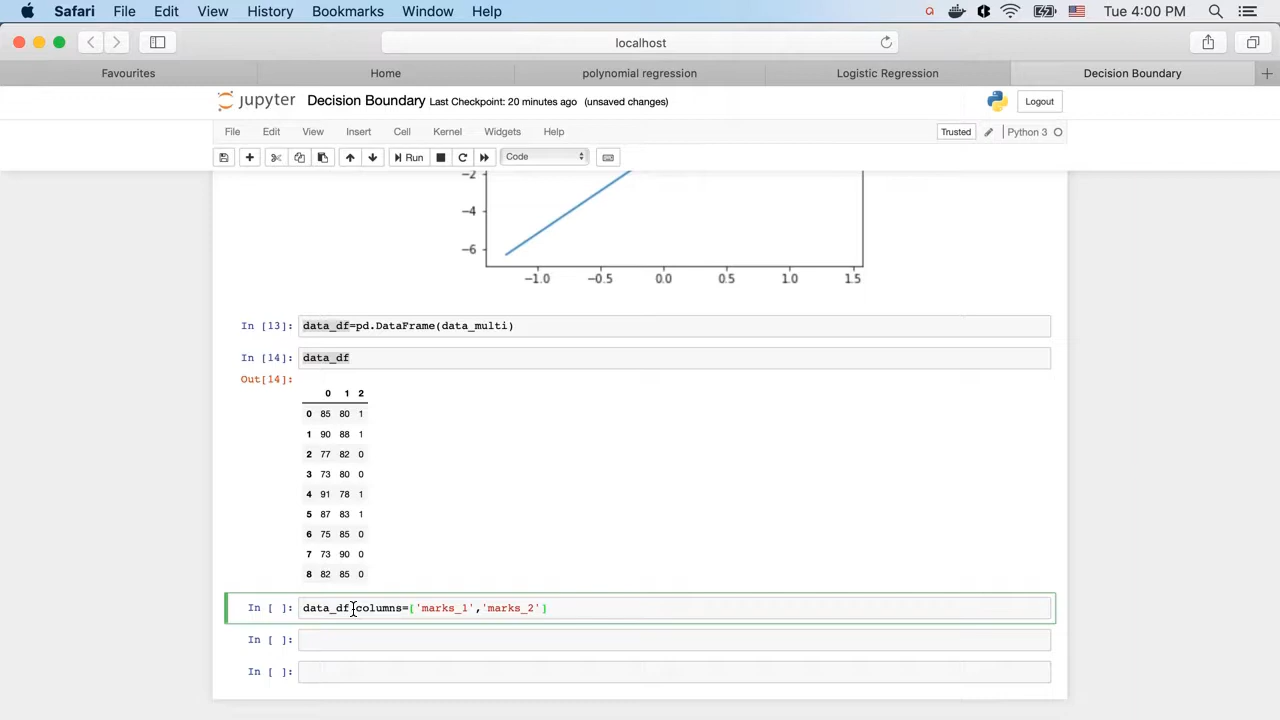 Safari File Edit View History Bookmarks Window Help Tue 4:00 PM
localhost
Favourites Home polynomial regression Logistic Regression Decision Boundary
jupyter Decision Boundary Last Checkpoint: 20 minutes ago (unsaved changes) Logout
File Edit View Insert Cell Kernel Widgets Help Trusted Python 3
Run Code
−2
−4
−6
−1.0 −0.5 0.0 0.5 1.0 1.5
In [13]: data_df=pd.DataFrame(data_multi)
In [14]: data_df
Out[14]:
0 1 2
0 85 80 1
1 90 88 1
2 77 82 0
3 73 80 0
4 91 78 1
5 87 83 1
6 75 85 0
7 73 90 0
8 82 85 0
In [ ]: data_df.columns=['marks_1','marks_2']
In [ ]:
In [ ]: